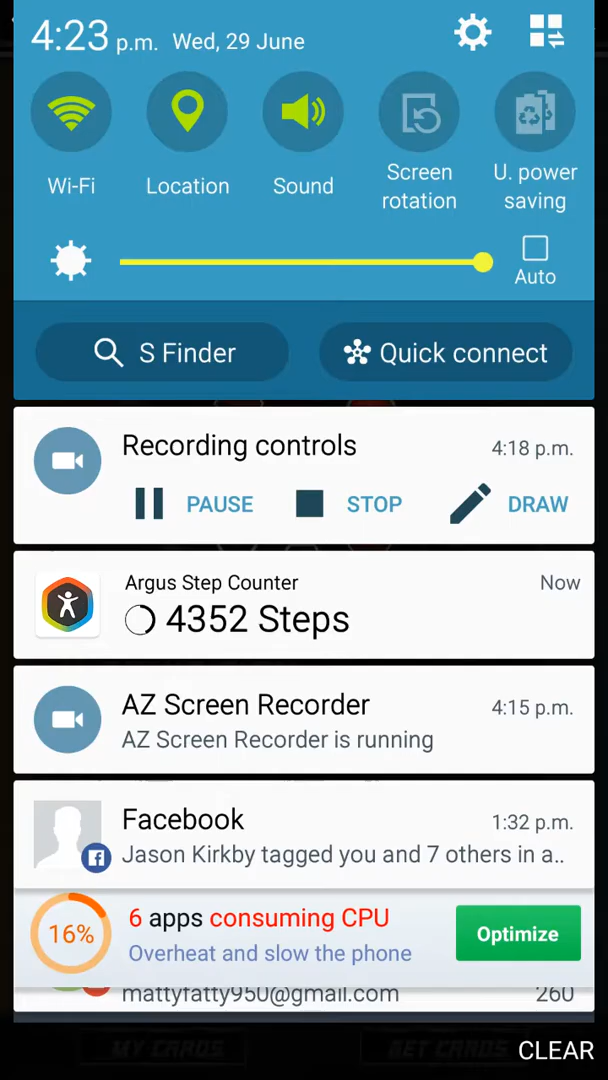 4:23 p.m. Wed, 29 June
Wi-Fi
Location
Sound
Screen
rotation
U. power
saving
Auto
S Finder
Quick connect
Recording controls
4:18 p.m.
PAUSE
STOP
DRAW
Argus Step Counter
Now
4352 Steps
AZ Screen Recorder
4:15 p.m.
AZ Screen Recorder is running
Facebook
1:32 p.m.
Jason Kirkby tagged you and 7 others in a..
16%
6 apps consuming CPU
Overheat and slow the phone
Optimize
mattyfatty950@gmail.com
260
MY CARDS
GET CARDS
CLEAR